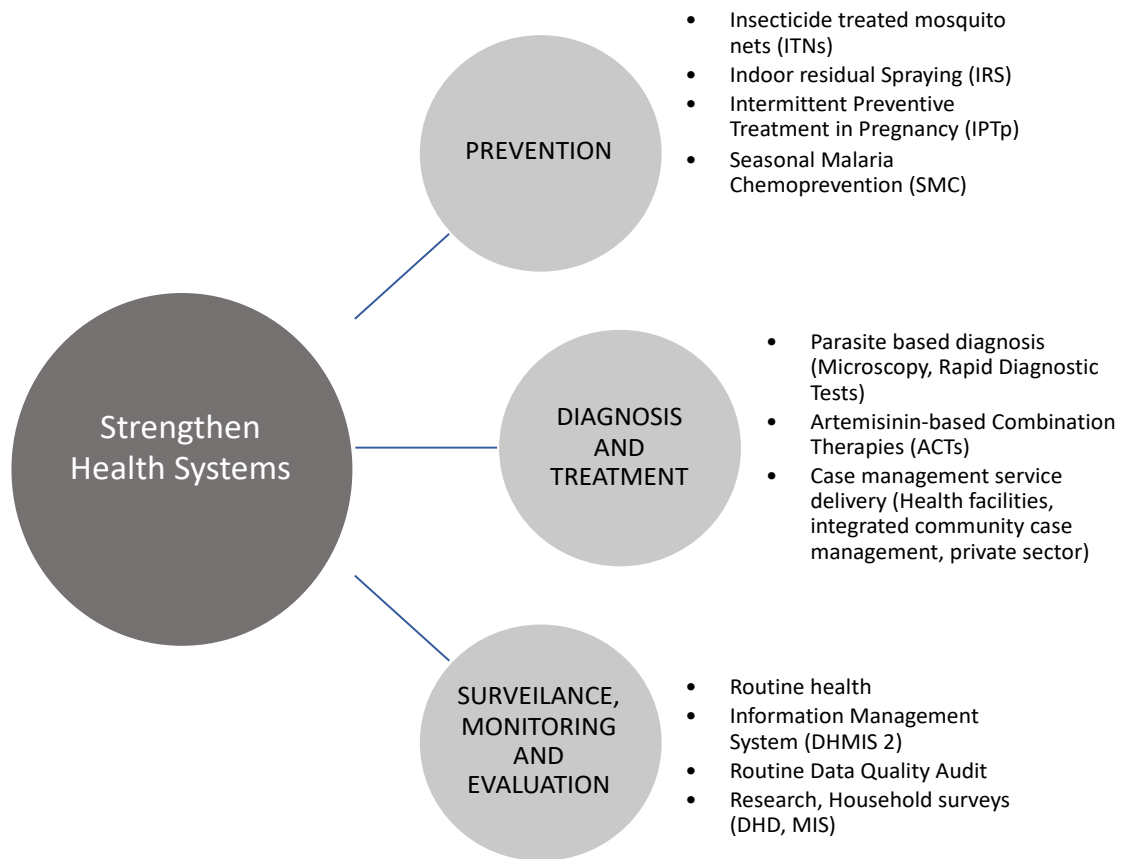 Strengthen
Health Systems
PREVENTION
• Insecticide treated mosquito
nets (ITNs)
• Indoor residual Spraying (IRS)
• Intermittent Preventive
Treatment in Pregnancy (IPTp)
• Seasonal Malaria
Chemoprevention (SMC)
DIAGNOSIS
AND
TREATMENT
• Parasite based diagnosis
(Microscopy, Rapid Diagnostic
Tests)
• Artemisinin-based Combination
Therapies (ACTs)
• Case management service
delivery (Health facilities,
integrated community case
management, private sector)
SURVEILANCE,
MONITORING
AND
EVALUATION
• Routine health
• Information Management
System (DHMIS 2)
• Routine Data Quality Audit
• Research, Household surveys
(DHD, MIS)